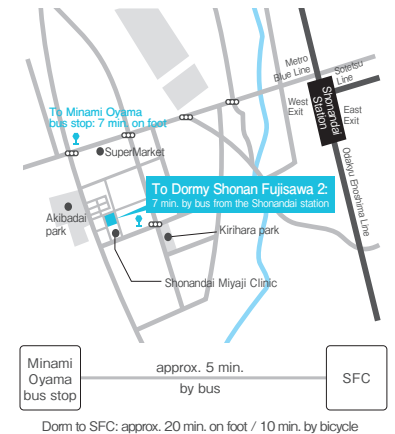 Metro
Blue Line
Sotetsu
Line
To Minami Oyama
bus stop: 7 min. on foot
West
Exit
Shonandai
Station
East
Exit
SuperMarket
Odakyu Enoshima Line
To Dormy Shonan Fujisawa 2:
7 min. by bus from the Shonandai station
Akibadai
park
Kirihara park
Shonandai Miyaji Clinic
Minami
Oyama
bus stop
approx. 5 min.
by bus
SFC
Dorm to SFC: approx. 20 min. on foot / 10 min. by bicycle